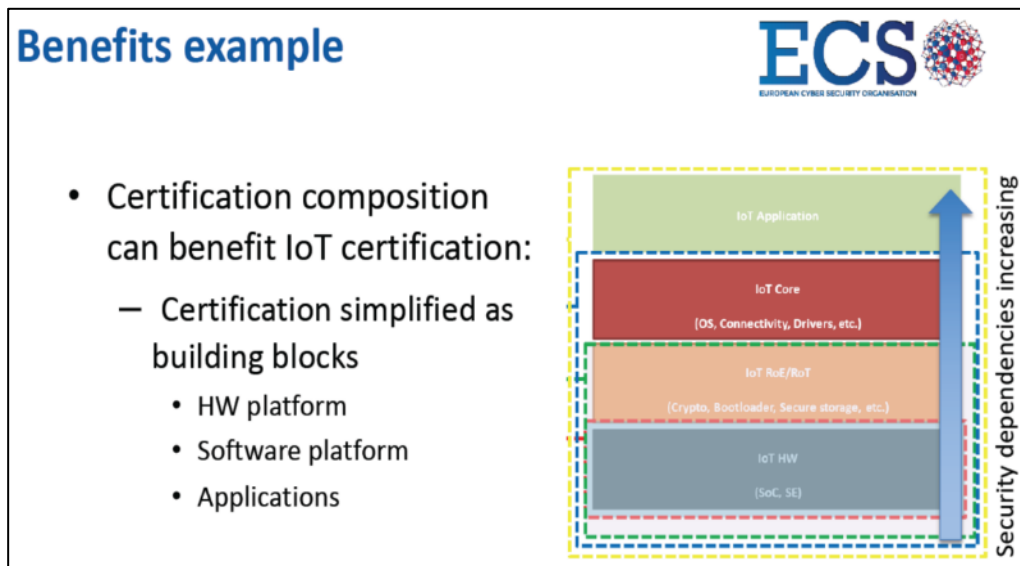 Benefits example
ECS
EUROPEAN CYBER SECURITY ORGANISATION
• Certification composition
can benefit IoT certification:
– Certification simplified as
building blocks
• HW platform
• Software platform
• Applications
IoT Application
IoT Core
(OS, Connectivity, Drivers, etc.)
IoT RoE/RoT
(Crypto, Bootloader, Secure storage, etc.)
IoT HW
(SoC, SE)
Security dependencies increasing